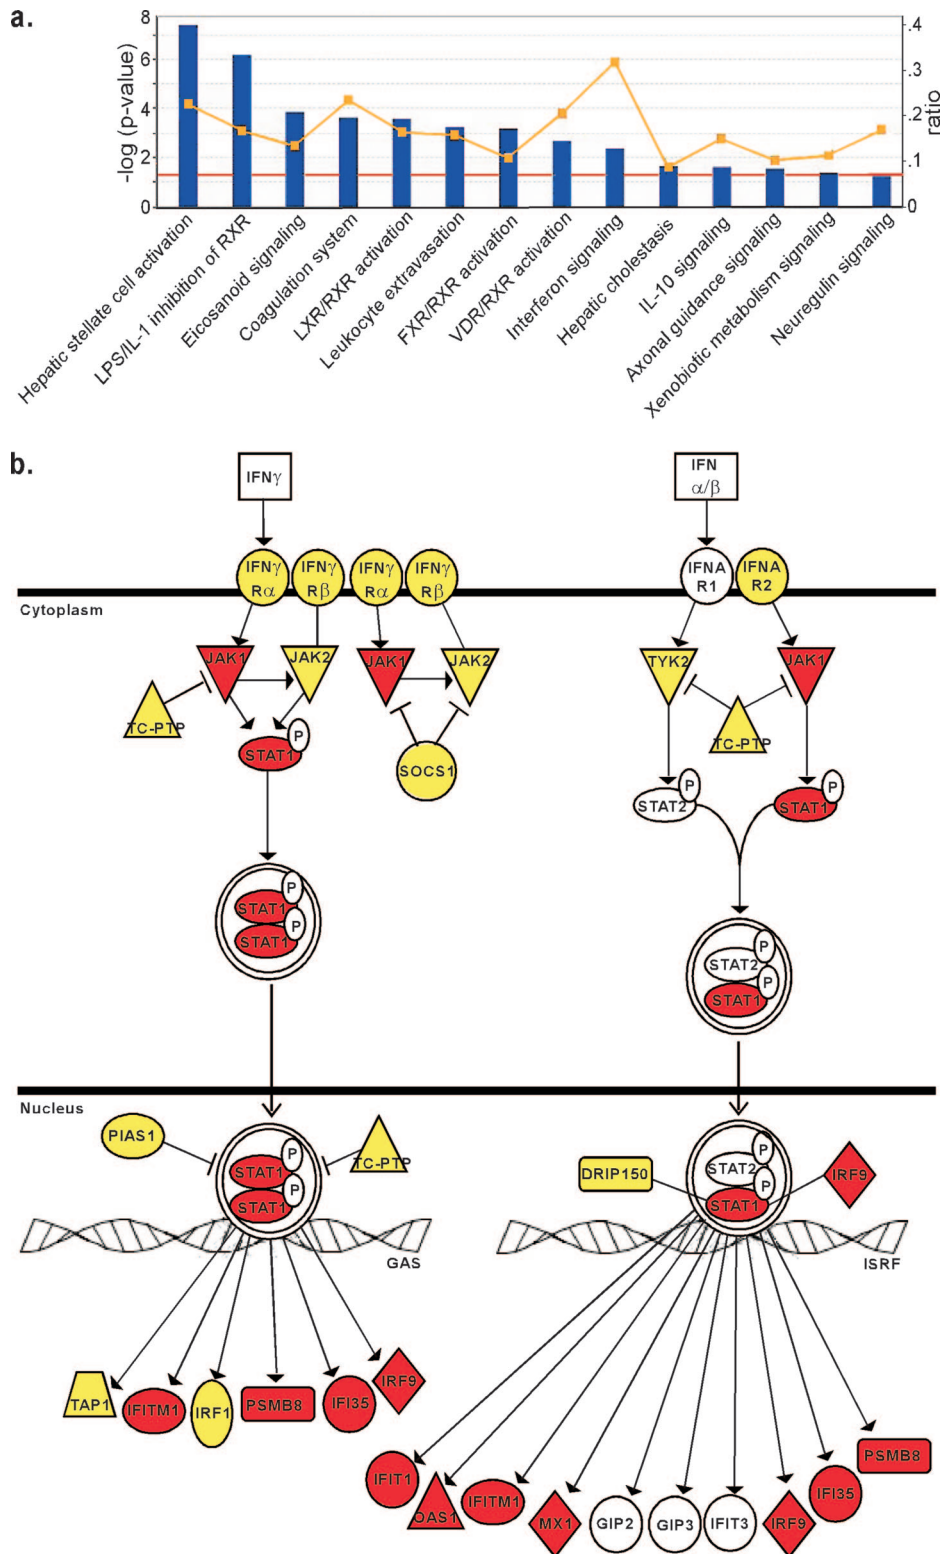 a.
-log (p-value)
8
6
4
2
0
.4
.3
.2
.1
0
ratio
Hepatic stellate cell activation
LPS/IL-1 inhibition of RXR
Eicosanoid signaling
Coagulation system
LXR/RXR activation
Leukocyte extravasation
FXR/RXR activation
VDR/RXR activation
Interferon signaling
Hepatic cholestasis
IL-10 signaling
Axonal guidance signaling
Xenobiotic metabolism signaling
Neuregulin signaling
b.
IFNγ
IFN
α/β
IFNγ
Rα
IFNγ
Rβ
IFNγ
Rα
IFNγ
Rβ
IFNA
R1
IFNA
R2
Cytoplasm
JAK1
JAK2
JAK1
JAK2
TYK2
JAK1
TC-PTP
TC-PTP
P
STAT1
SOCS1
P
STAT2
P
STAT1
P
STAT1
P
STAT1
P
STAT2
P
STAT1
Nucleus
PIAS1
P
STAT1
P
STAT1
TC-PTP
DRIP150
P
STAT2
P
STAT1
IRF9
GAS
ISRF
TAP1
IFITM1
IRF1
PSMB8
IFI35
IRF9
IFIT1
OAS1
IFITM1
MX1
GIP2
GIP3
IFIT3
IRF9
IFI35
PSMB8